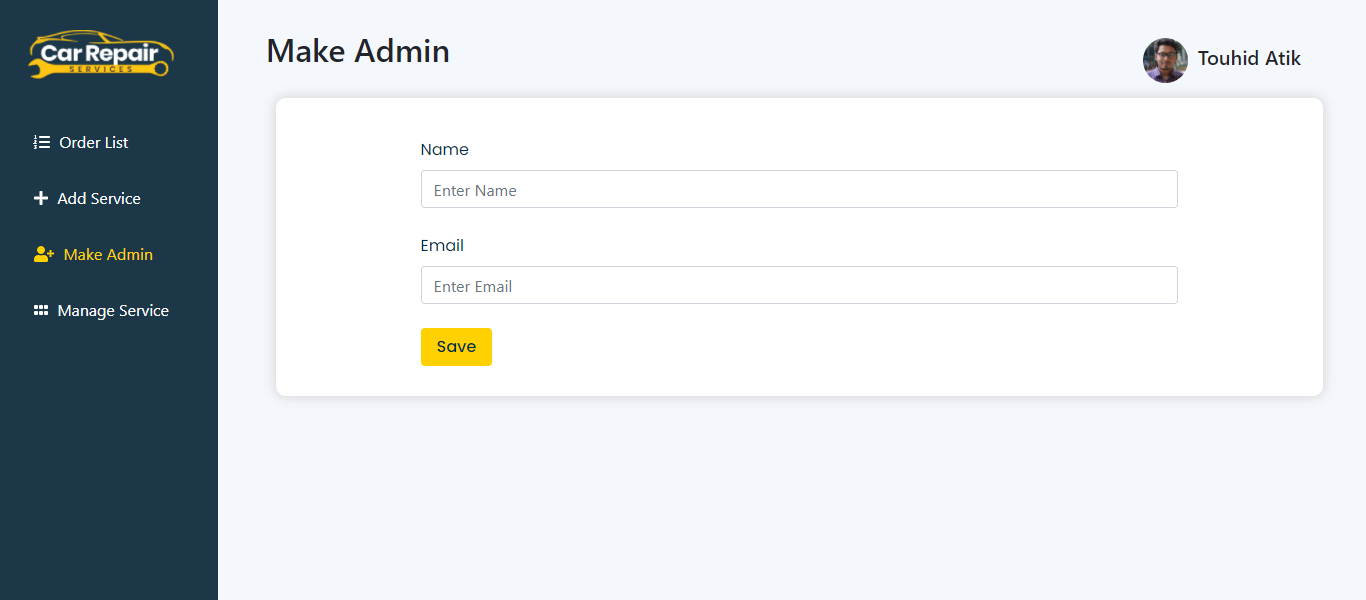 Car Repair
SERVICES
Order List
Add Service
Make Admin
Manage Service
Make Admin
Touhid Atik
Name
Enter Name
Email
Enter Email
Save